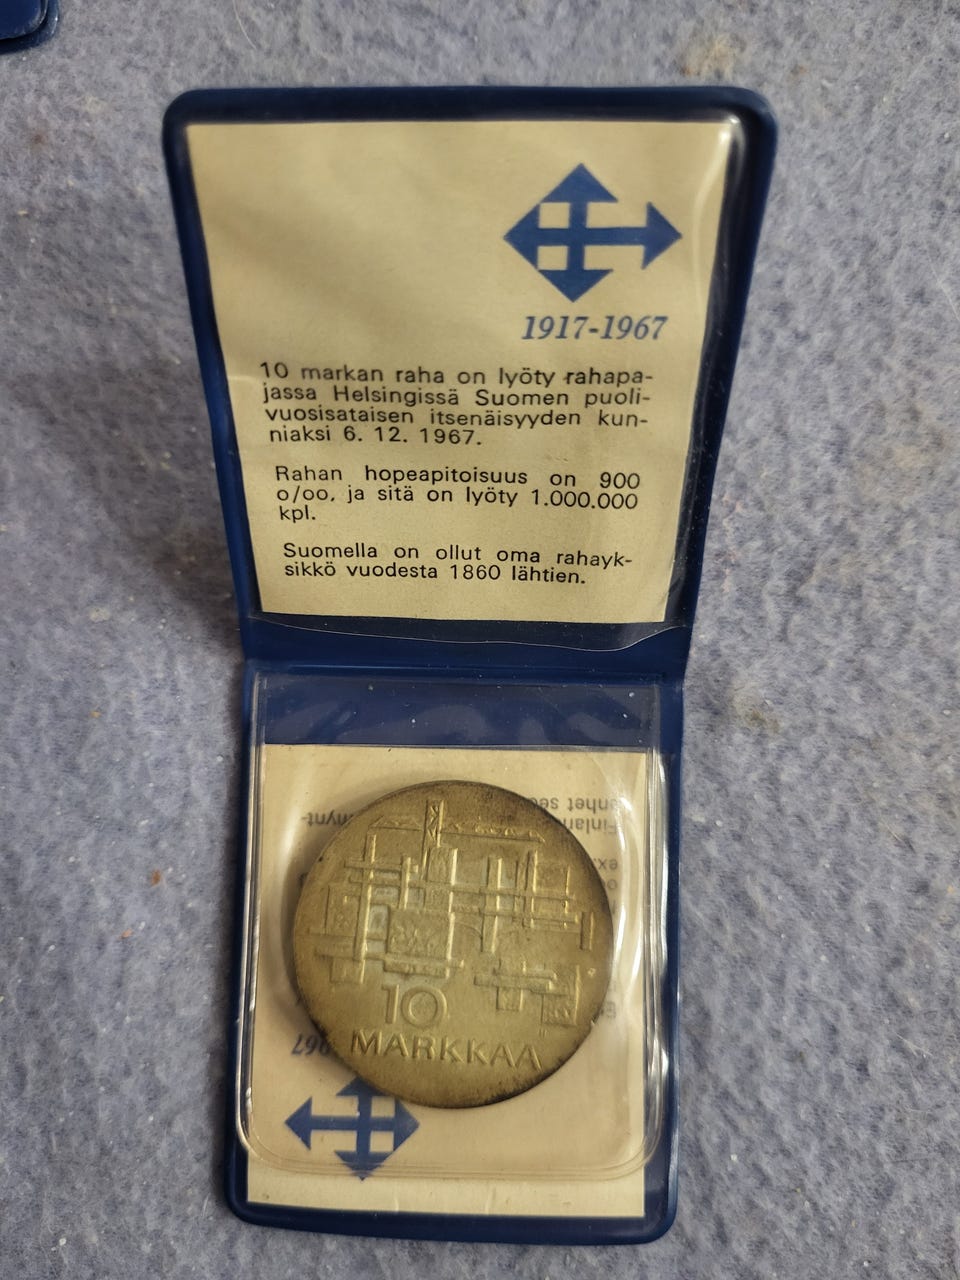 1917-1967
10 markan raha on lyöty rahapa-
jassa Helsingissä Suomen puoli-
vuosisataisen itsenäisyyden kun-
niaksi 6. 12. 1967.
Rahan hopeapitoisuus on 900
o/oo, ja sitä on lyöty 1.000.000
kpl.
Suomella on ollut oma rahayk-
sikkö vuodesta 1860 lähtien.
10
MARKKAA